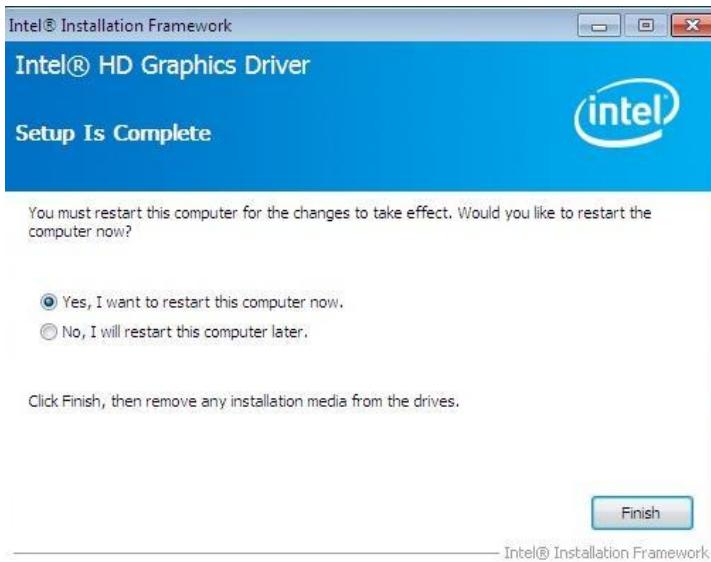 Intel® Installation Framework
Intel® HD Graphics Driver
intel
Setup Is Complete
You must restart this computer for the changes to take effect. Would you like to restart the
computer now?
Yes, I want to restart this computer now.
No, I will restart this computer later.
Click Finish, then remove any installation media from the drives.
Finish
Intel® Installation Framework